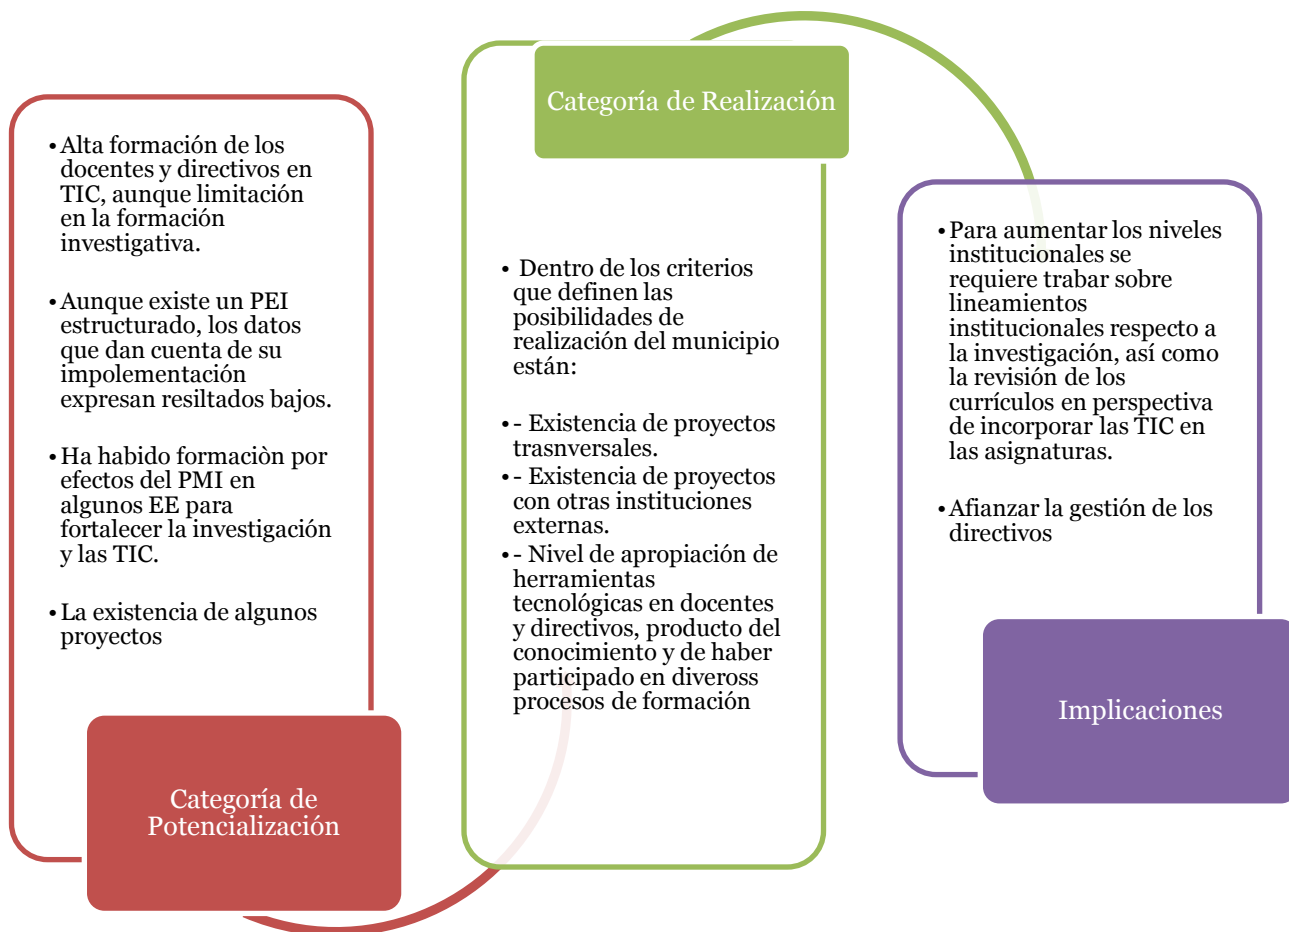 • Alta formación de los
docentes y directivos en
TIC, aunque limitación
en la formación
investigativa.
• Aunque existe un PEI
estructurado, los datos
que dan cuenta de su
impolementación
expresan resiltados bajos.
• Ha habido formaciòn por
efectos del PMI en
algunos EE para
fortalecer la investigación
y las TIC.
• La existencia de algunos
proyectos
Categoría de
Potencialización
Categoría de Realización
• Dentro de los criterios
que definen las
posibilidades de
realización del municipio
están:
• - Existencia de proyectos
trasnversales.
• - Existencia de proyectos
con otras instituciones
externas.
• - Nivel de apropiación de
herramientas
tecnológicas en docentes
y directivos, producto del
conocimiento y de haber
participado en diveross
procesos de formación
• Para aumentar los niveles
institucionales se
requiere trabar sobre
lineamientos
institucionales respecto a
la investigación, así como
la revisión de los
currículos en perspectiva
de incorporar las TIC en
las asignaturas.
• Afianzar la gestión de los
directivos
Implicaciones